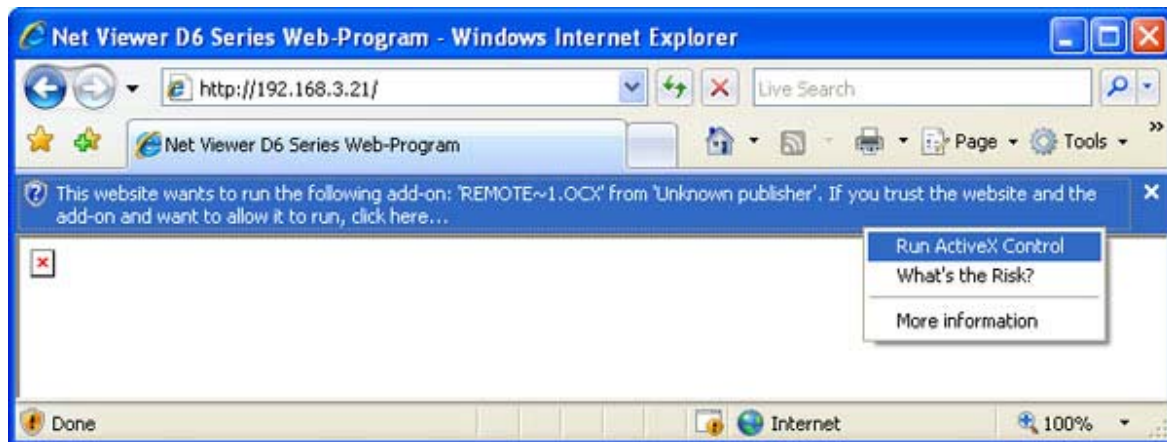 Net Viewer D6 Series Web-Program - Windows Internet Explorer
http://192.168.3.21/
Live Search
Net Viewer D6 Series Web-Program
Page
Tools
»
This website wants to run the following add-on: 'REMOTE~1.OCX' from 'Unknown publisher'. If you trust the website and the
add-on and want to allow it to run, click here...
Run ActiveX Control
What's the Risk?
More information
Done
Internet
100%